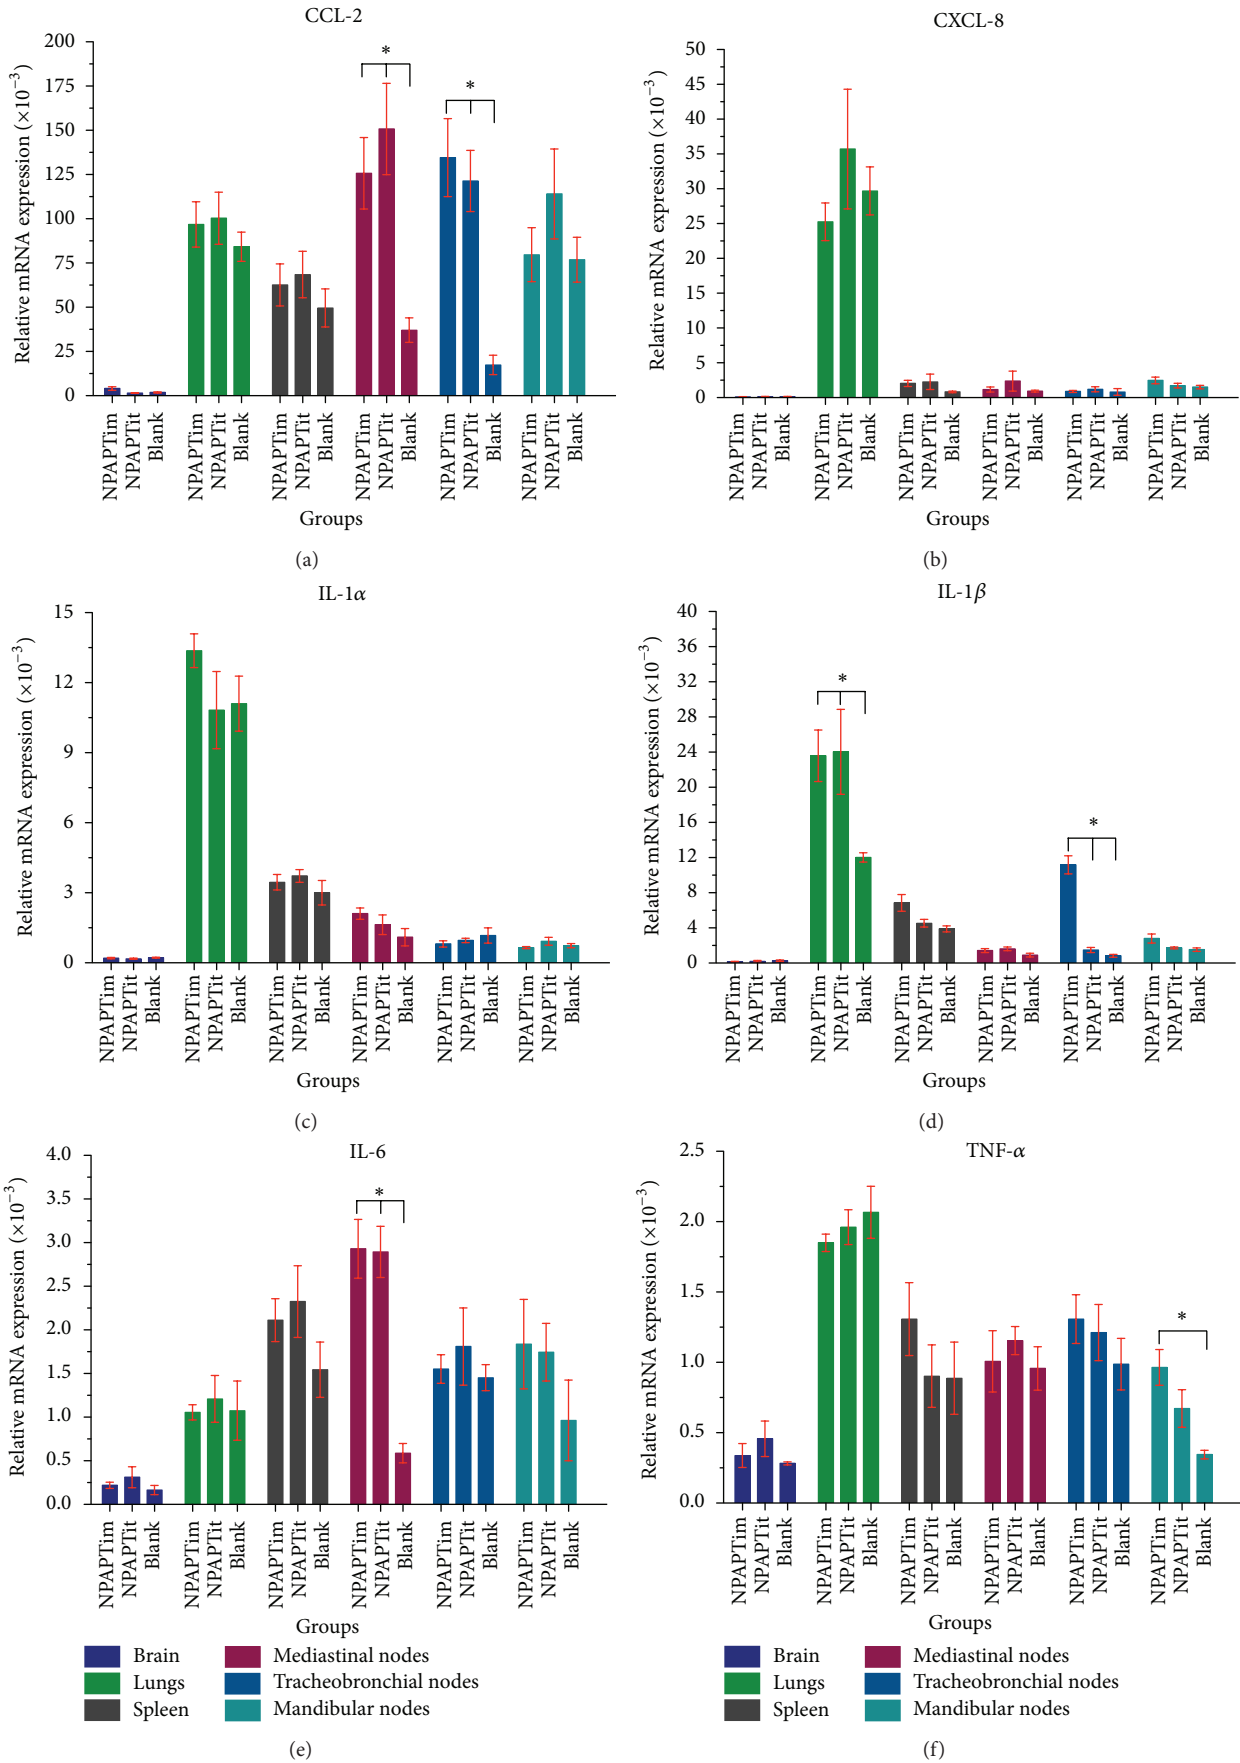 CCL-2
Relative mRNA expression (×10⁻³)
200
175
150
125
100
75
50
25
0
*
*
NPAPTim
NPAPTit
Blank
NPAPTim
NPAPTit
Blank
NPAPTim
NPAPTit
Blank
NPAPTim
NPAPTit
Blank
NPAPTim
NPAPTit
Blank
NPAPTim
NPAPTit
Blank
Groups
(a)
CXCL-8
Relative mRNA expression (×10⁻³)
50
45
40
35
30
25
20
15
10
5
0
NPAPTim
NPAPTit
Blank
NPAPTim
NPAPTit
Blank
NPAPTim
NPAPTit
Blank
NPAPTim
NPAPTit
Blank
NPAPTim
NPAPTit
Blank
NPAPTim
NPAPTit
Blank
Groups
(b)
IL-1α
Relative mRNA expression (×10⁻³)
15
12
9
6
3
0
NPAPTim
NPAPTit
Blank
NPAPTim
NPAPTit
Blank
NPAPTim
NPAPTit
Blank
NPAPTim
NPAPTit
Blank
NPAPTim
NPAPTit
Blank
NPAPTim
NPAPTit
Blank
Groups
(c)
IL-1β
Relative mRNA expression (×10⁻³)
40
36
32
28
24
20
16
12
8
4
0
*
*
NPAPTim
NPAPTit
Blank
NPAPTim
NPAPTit
Blank
NPAPTim
NPAPTit
Blank
NPAPTim
NPAPTit
Blank
NPAPTim
NPAPTit
Blank
NPAPTim
NPAPTit
Blank
Groups
(d)
IL-6
Relative mRNA expression (×10⁻³)
4.0
3.5
3.0
2.5
2.0
1.5
1.0
0.5
0.0
*
NPAPTim
NPAPTit
Blank
NPAPTim
NPAPTit
Blank
NPAPTim
NPAPTit
Blank
NPAPTim
NPAPTit
Blank
NPAPTim
NPAPTit
Blank
NPAPTim
NPAPTit
Blank
Groups
Brain
Lungs
Spleen
Mediastinal nodes
Tracheobronchial nodes
Mandibular nodes
(e)
TNF-α
Relative mRNA expression (×10⁻³)
2.5
2.0
1.5
1.0
0.5
0.0
*
NPAPTim
NPAPTit
Blank
NPAPTim
NPAPTit
Blank
NPAPTim
NPAPTit
Blank
NPAPTim
NPAPTit
Blank
NPAPTim
NPAPTit
Blank
NPAPTim
NPAPTit
Blank
Groups
Brain
Lungs
Spleen
Mediastinal nodes
Tracheobronchial nodes
Mandibular nodes
(f)